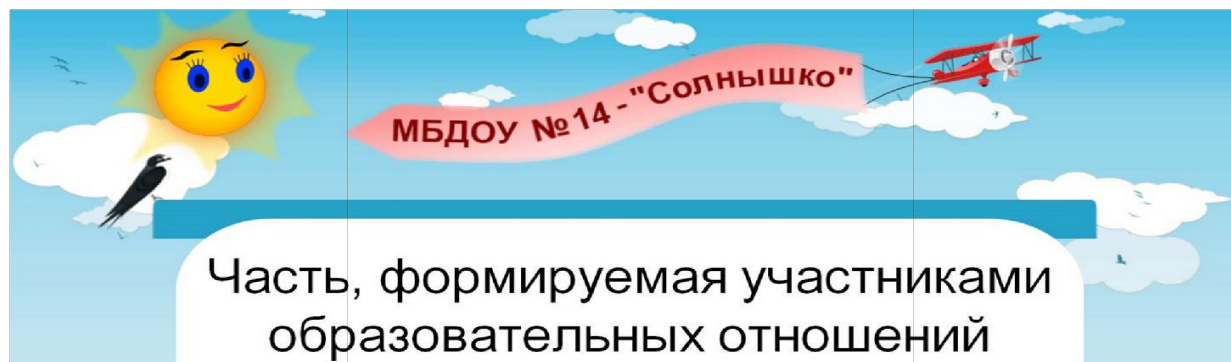 МБДОУ №14 - "Солнышко"
Часть, формируемая участниками
образовательных отношений